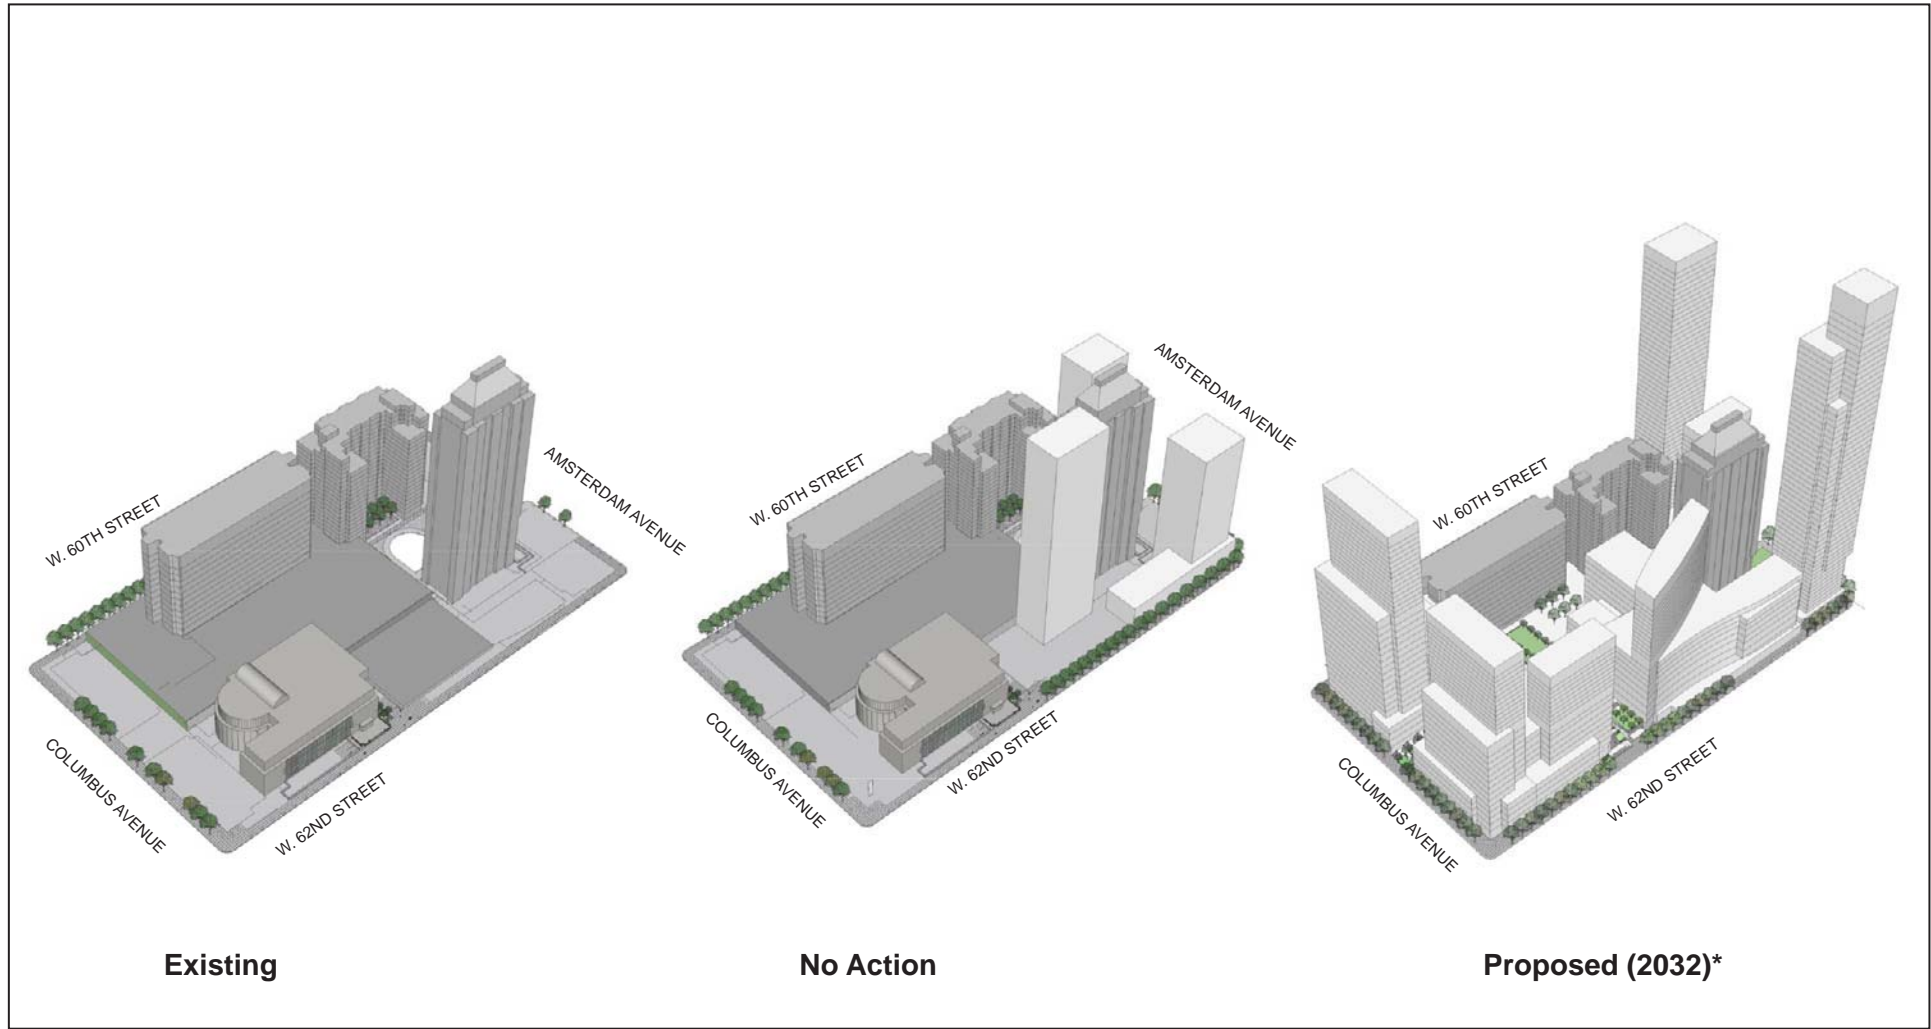 W. 60TH STREET
AMSTERDAM AVENUE
COLUMBUS AVENUE
W. 62ND STREET
Existing
W. 60TH STREET
AMSTERDAM AVENUE
COLUMBUS AVENUE
W. 62ND STREET
No Action
W. 60TH STREET
COLUMBUS AVENUE
W. 62ND STREET
Proposed (2032)*